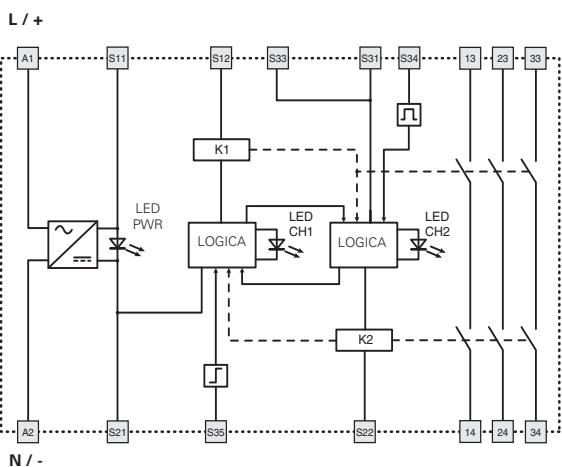 L / +
A1 S11 S12 S33 S31 S34 13 23 33
K1
LED
PWR
LOGICA
LED
CH1
LOGICA
LED
CH2
K2
A2 S21 S35 S22 14 24 34
N / -